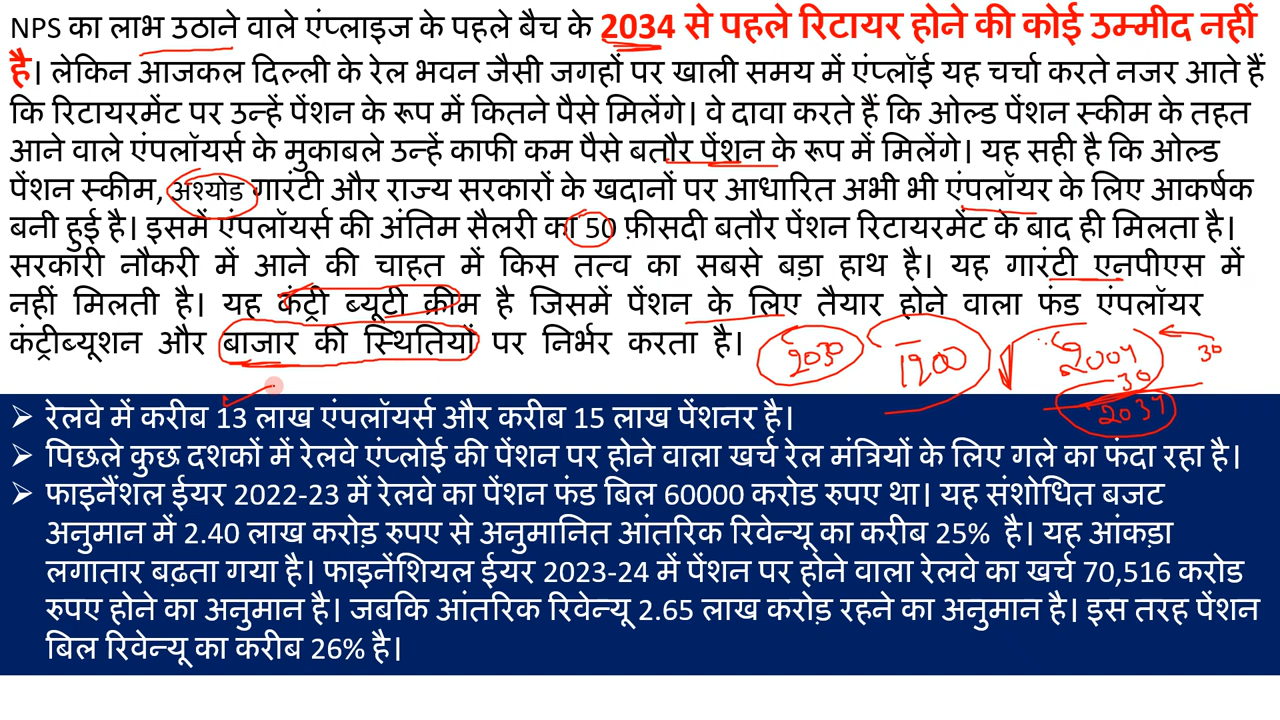 NPS का लाभ उठाने वाले एंप्लाइज के पहले बैच के 2034 से पहले रिटायर होने की कोई उम्मीद नहीं
है। लेकिन आजकल दिल्ली के रेल भवन जैसी जगहों पर खाली समय में एंप्लॉई यह चर्चा करते नजर आते हैं
कि रिटायरमेंट पर उन्हें पेंशन के रूप में कितने पैसे मिलेंगे। वे दावा करते हैं कि ओल्ड पेंशन स्कीम के तहत
आने वाले एंपलॉयर्स के मुकाबले उन्हें काफी कम पैसे बतौर पेंशन के रूप में मिलेंगे। यह सही है कि ओल्ड
पेंशन स्कीम, अश्योड गारंटी और राज्य सरकारों के खदानों पर आधारित अभी भी एंपलॉयर के लिए आकर्षक
बनी हुई है। इसमें एंपलॉयर्स की अंतिम सैलरी का 50 फ़ीसदी बतौर पेंशन रिटायरमेंट के बाद ही मिलता है।
सरकारी नौकरी में आने की चाहत में किस तत्व का सबसे बड़ा हाथ है। यह गारंटी एनपीएस में
नहीं मिलती है। यह कंट्री ब्यूटी क्रीम है जिसमें पेंशन के लिए तैयार होने वाला फंड एंपलॉयर
कंट्रीब्यूशन और बाजार की स्थितियों पर निर्भर करता है।
2030 1900 2004 30
30
2034
➢ रेलवे में करीब 13 लाख एंपलॉयर्स और करीब 15 लाख पेंशनर है।
➢ पिछले कुछ दशकों में रेलवे एंप्लोई की पेंशन पर होने वाला खर्च रेल मंत्रियों के लिए गले का फंदा रहा है।
➢ फाइनैंशल ईयर 2022-23 में रेलवे का पेंशन फंड बिल 60000 करोड रुपए था। यह संशोधित बजट
अनुमान में 2.40 लाख करोड़ रुपए से अनुमानित आंतरिक रिवेन्यू का करीब 25% है। यह आंकड़ा
लगातार बढ़ता गया है। फाइनेंशियल ईयर 2023-24 में पेंशन पर होने वाला रेलवे का खर्च 70,516 करोड
रुपए होने का अनुमान है। जबकि आंतरिक रिवेन्यू 2.65 लाख करोड़ रहने का अनुमान है। इस तरह पेंशन
बिल रिवेन्यू का करीब 26% है।